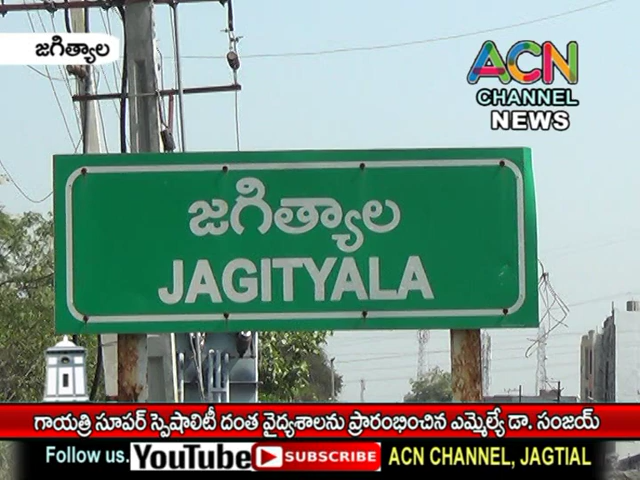 జగిత్యాల
ACN
CHANNEL
NEWS
జగిత్యాల
JAGITYALA
గాయత్రి సూపర్ స్పెషాలిటీ దంత వైద్యశాలను ప్రారంభించిన ఎమ్మెల్యే డా. సంజయ్
Follow us. YouTube SUBSCRIBE ACN CHANNEL, JAGTIAL